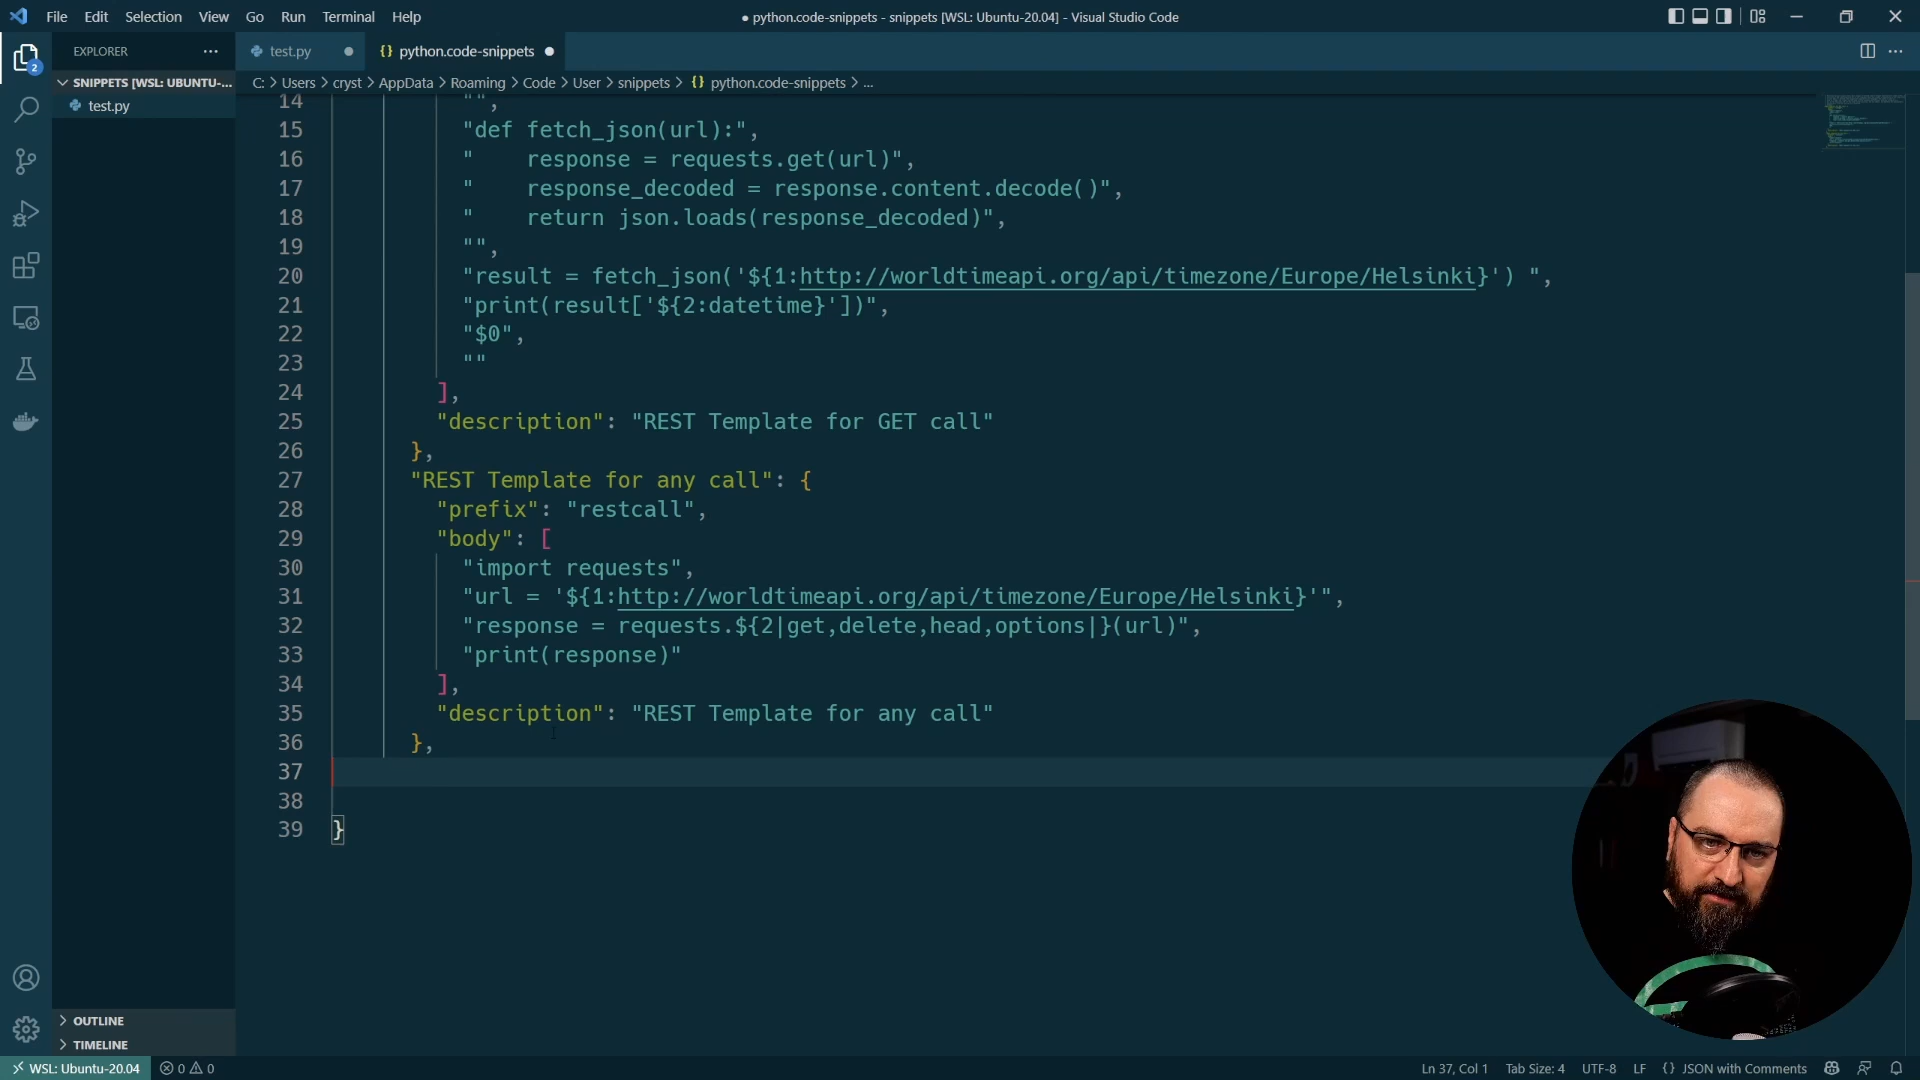 File Edit Selection View Go Run Terminal Help
● python.code-snippets - snippets [WSL: Ubuntu-20.04] - Visual Studio Code
EXPLORER
test.py
{} python.code-snippets
2
SNIPPETS [WSL: UBUNTU-...
C: > Users > cryst > AppData > Roaming > Code > User > snippets > {} python.code-snippets > ...
test.py
14 "",
15 "def fetch_json(url):",
16 "    response = requests.get(url)",
17 "    response_decoded = response.content.decode()",
18 "    return json.loads(response_decoded)",
19 "",
20 "result = fetch_json('${1:http://worldtimeapi.org/api/timezone/Europe/Helsinki}') ",
21 "print(result['${2:datetime}'])",
22 "$0",
23 ""
24 ],
25 "description": "REST Template for GET call"
26 },
27 "REST Template for any call": {
28 "prefix": "restcall",
29 "body": [
30 "import requests",
31 "url = '${1:http://worldtimeapi.org/api/timezone/Europe/Helsinki}'",
32 "response = requests.${2|get,delete,head,options|}(url)",
33 "print(response)"
34 ],
35 "description": "REST Template for any call"
36 },
37
38
39 }
OUTLINE
TIMELINE
WSL: Ubuntu-20.04 0 0 Ln 37, Col 1 Tab Size: 4 UTF-8 LF {} JSON with Comments